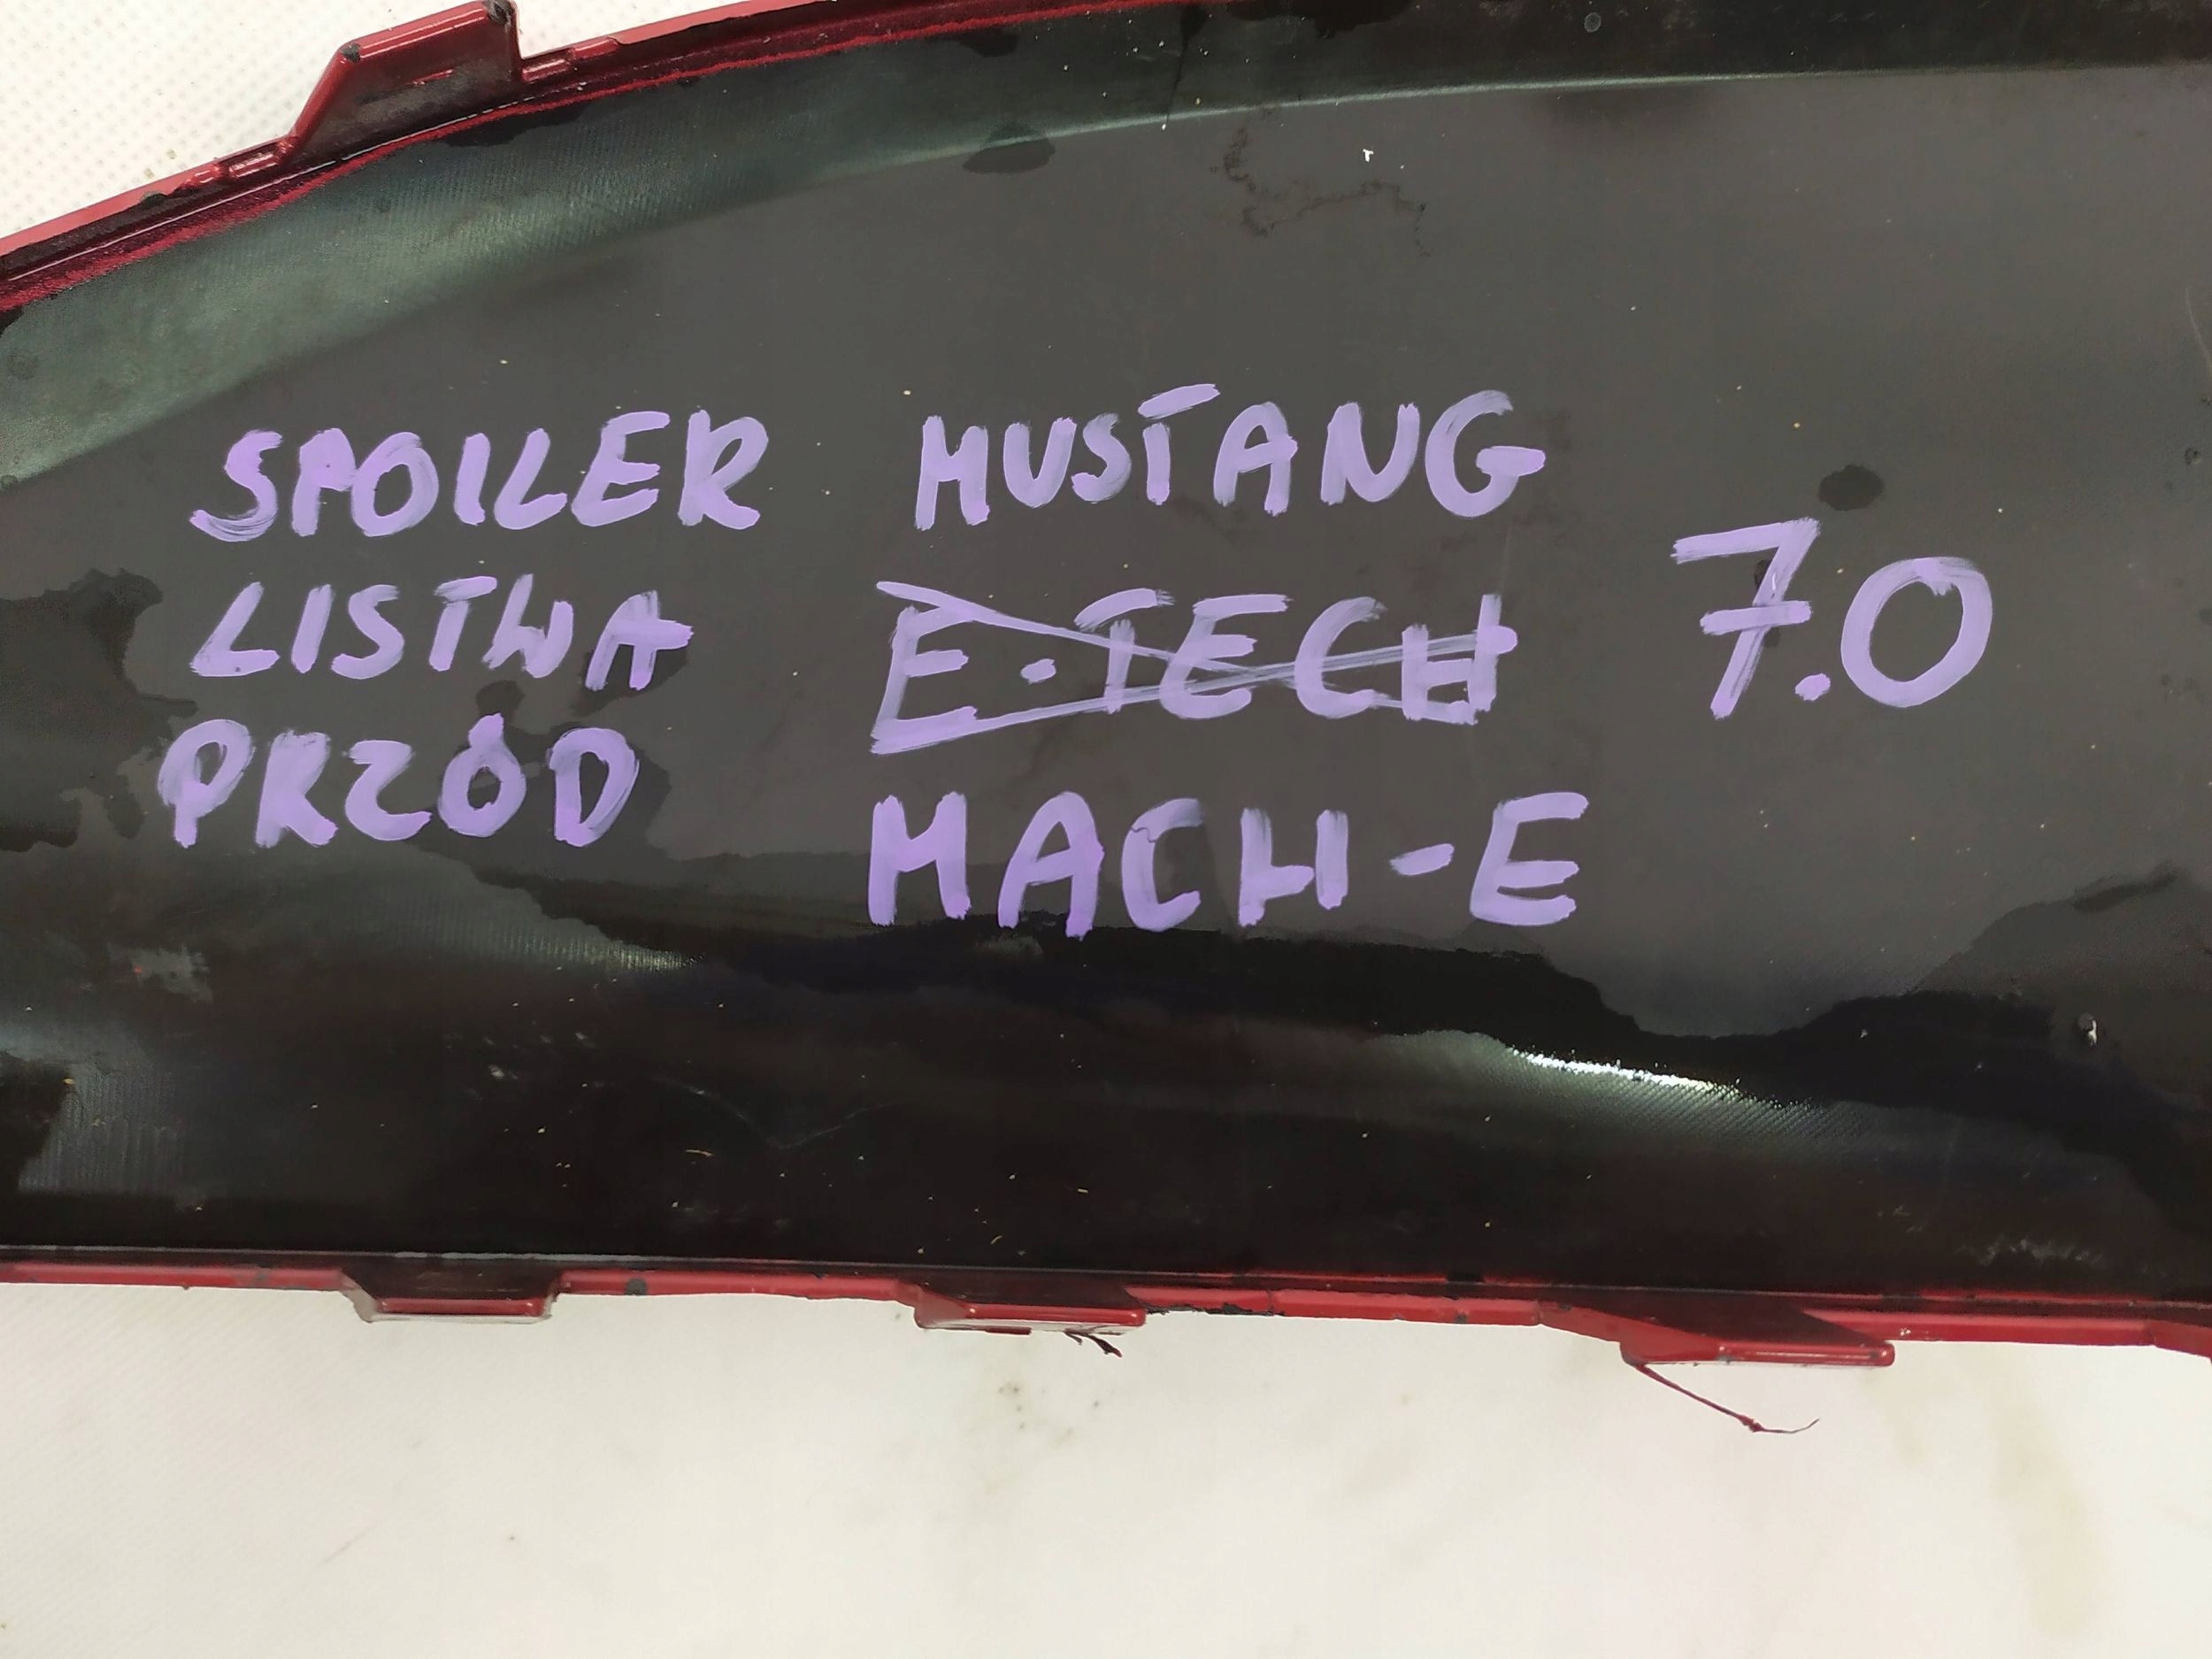 SPOILER
LISTWA
PRZÓD
MUSTANG
E-TECH
MACH-E
7.0